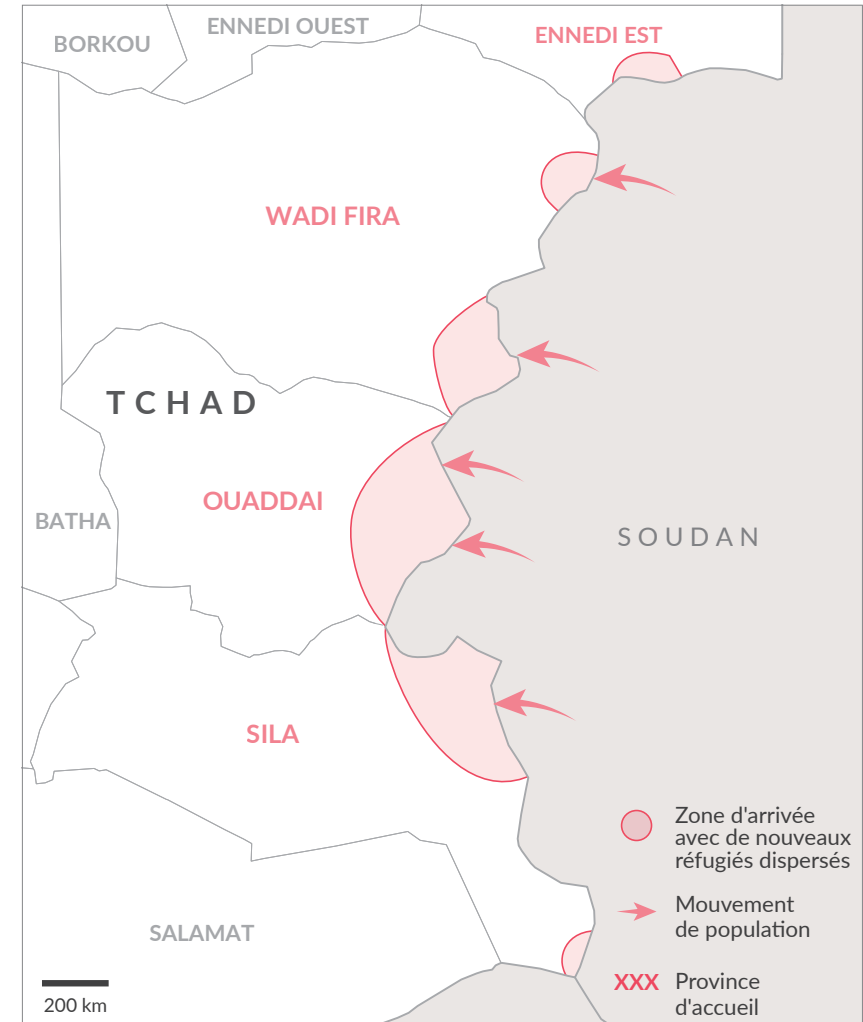 BORKOU
ENNEDI OUEST
ENNEDI EST
WADI FIRA
TCHAD
OUADDAI
BATHA
SOUDAN
SILA
SALAMAT
200 km
Zone d'arrivée
avec de nouveaux
réfugiés dispersés
Mouvement
de population
XXX Province
d'accueil